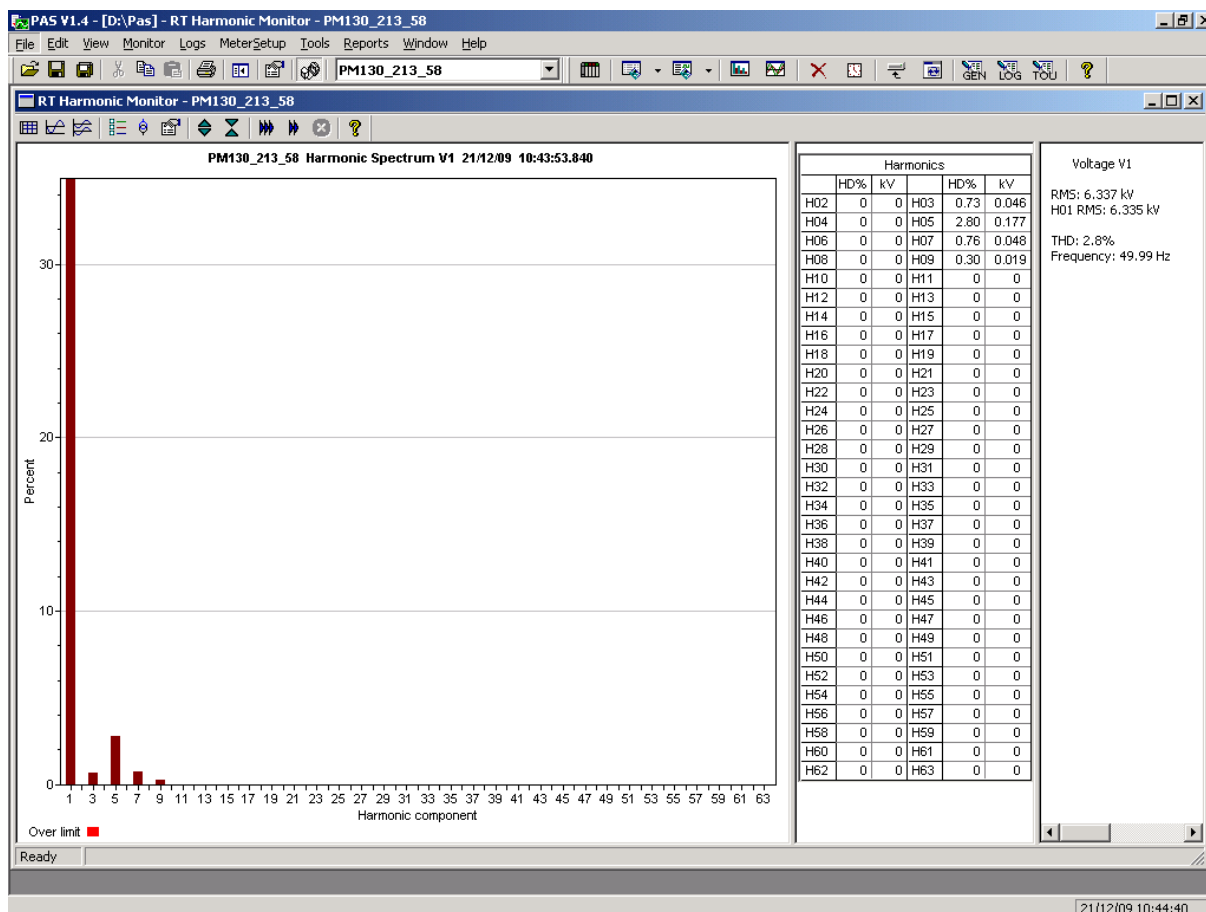 PAS V1.4 - [D:\Pas] - RT Harmonic Monitor - PM130_213_58
File Edit View Monitor Logs MeterSetup Tools Reports Window Help
PM130_213_58 GEN LOG TOU
RT Harmonic Monitor - PM130_213_58
PM130_213_58 Harmonic Spectrum V1 21/12/09 10:43:53.840
30
20
10
0
Percent
1 3 5 7 9 11 13 15 17 19 21 23 25 27 29 31 33 35 37 39 41 43 45 47 49 51 53 55 57 59 61 63
Harmonic component
Over limit
Harmonics
HD% kV HD% kV
H02 0 0 H03 0.73 0.046
H04 0 0 H05 2.80 0.177
H06 0 0 H07 0.76 0.048
H08 0 0 H09 0.30 0.019
H10 0 0 H11 0 0
H12 0 0 H13 0 0
H14 0 0 H15 0 0
H16 0 0 H17 0 0
H18 0 0 H19 0 0
H20 0 0 H21 0 0
H22 0 0 H23 0 0
H24 0 0 H25 0 0
H26 0 0 H27 0 0
H28 0 0 H29 0 0
H30 0 0 H31 0 0
H32 0 0 H33 0 0
H34 0 0 H35 0 0
H36 0 0 H37 0 0
H38 0 0 H39 0 0
H40 0 0 H41 0 0
H42 0 0 H43 0 0
H44 0 0 H45 0 0
H46 0 0 H47 0 0
H48 0 0 H49 0 0
H50 0 0 H51 0 0
H52 0 0 H53 0 0
H54 0 0 H55 0 0
H56 0 0 H57 0 0
H58 0 0 H59 0 0
H60 0 0 H61 0 0
H62 0 0 H63 0 0
Voltage V1
RMS: 6.337 kV
H01 RMS: 6.335 kV
THD: 2.8%
Frequency: 49.99 Hz
Ready
21/12/09 10:44:40